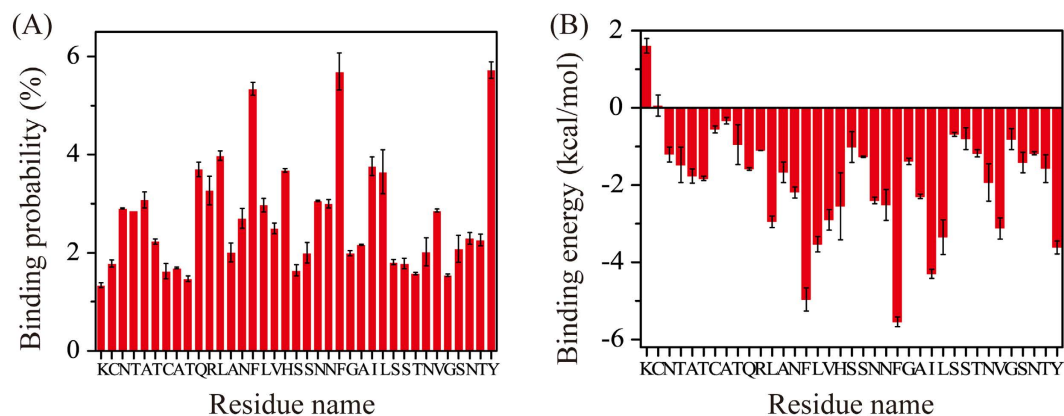 (A)
Binding probability (%)
6
4
2
0
KCNTATCATQRLANFLVHSSNNFGAILSSTNVGSNTY
Residue name
(B)
Binding energy (kcal/mol)
2
0
-2
-4
-6
KCNTATCATQRLANFLVHSSNNFGAILSSTNVGSNTY
Residue name